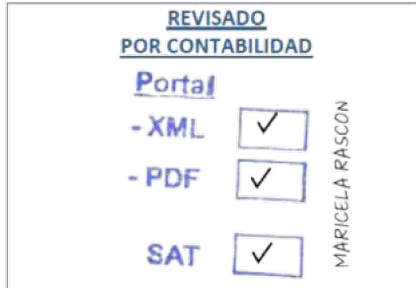 REVISADO
POR CONTABILIDAD
Portal
- XML ✓
- PDF ✓
SAT ✓
MARICELA RASCON